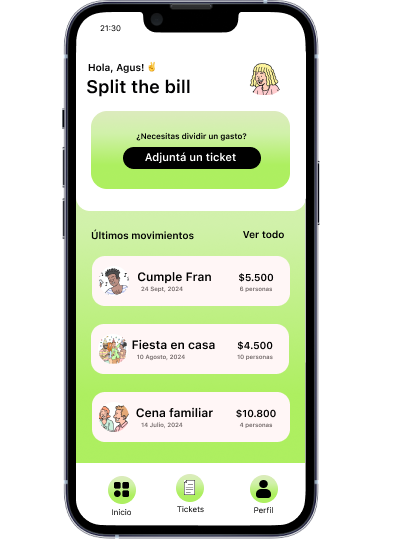 21:30
Hola, Agus! ✌️
Split the bill
¿Necesitas dividir un gasto?
Adjuntá un ticket
Últimos movimientos
Ver todo
Cumple Fran
$5.500
24 Sept, 2024
6 personas
Fiesta en casa
$4.500
10 Agosto, 2024
10 personas
Cena familiar
$10.800
14 Julio, 2024
4 personas
Inicio
Tickets
Perfil